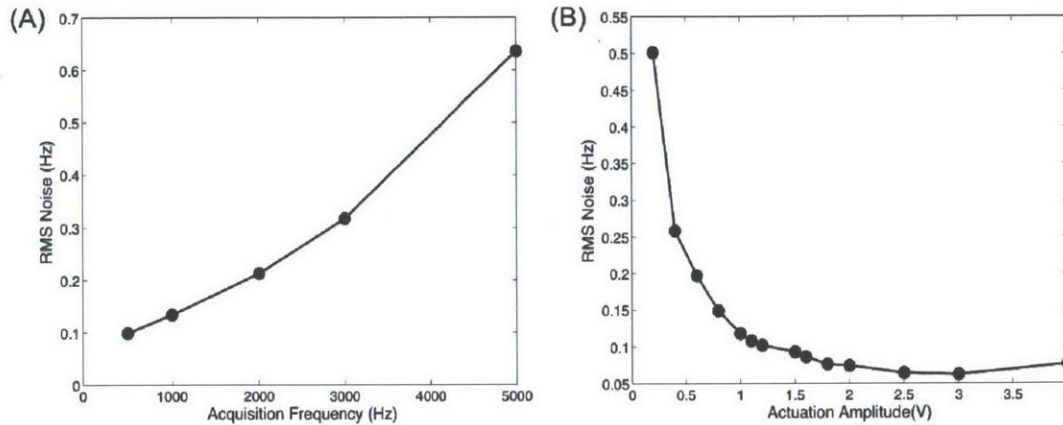 (A)
0.7
0.6
0.5
0.4
0.3
0.2
0.1
0
RMS Noise (Hz)
0 1000 2000 3000 4000 5000
Acquisition Frequency (Hz)
(B)
0.55
0.5
0.45
0.4
0.35
0.3
0.25
0.2
0.15
0.1
0.05
RMS Noise (Hz)
0 0.5 1 1.5 2 2.5 3 3.5
Actuation Amplitude(V)